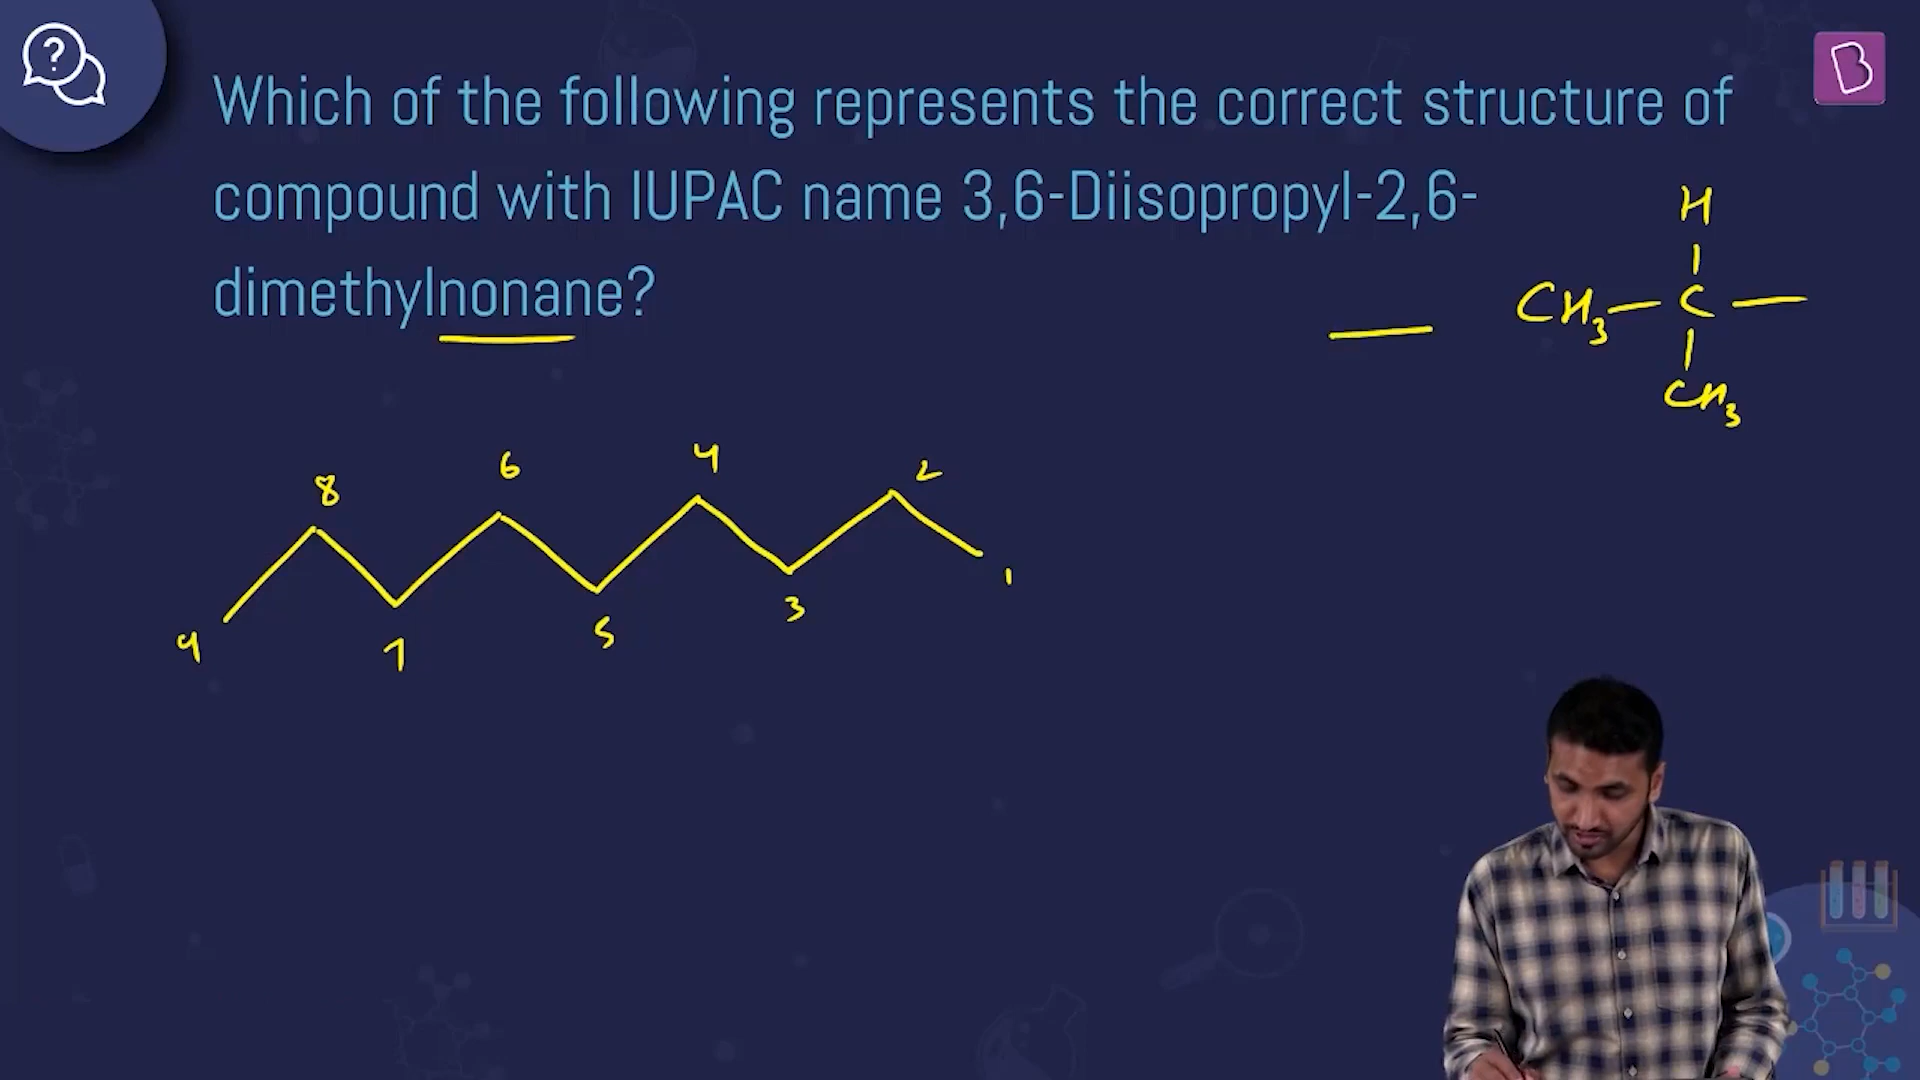 Which of the following represents the correct structure of
compound with IUPAC name 3,6-Diisopropyl-2,6-
dimethylnonane?
H
CH3 — C —
CH3
8 6 4 2
9 7 5 3 1
?
B